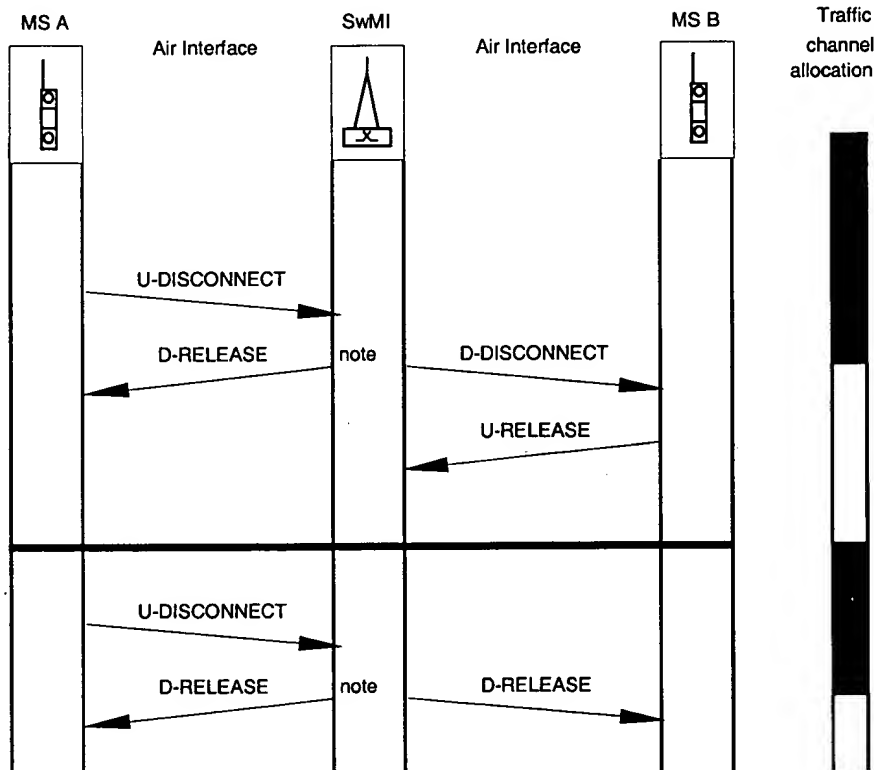 MS A
SwMI
MS B
Traffic
channel
allocation
Air Interface
Air Interface
U-DISCONNECT
D-RELEASE
note
D-DISCONNECT
U-RELEASE
U-DISCONNECT
D-RELEASE
note
D-RELEASE